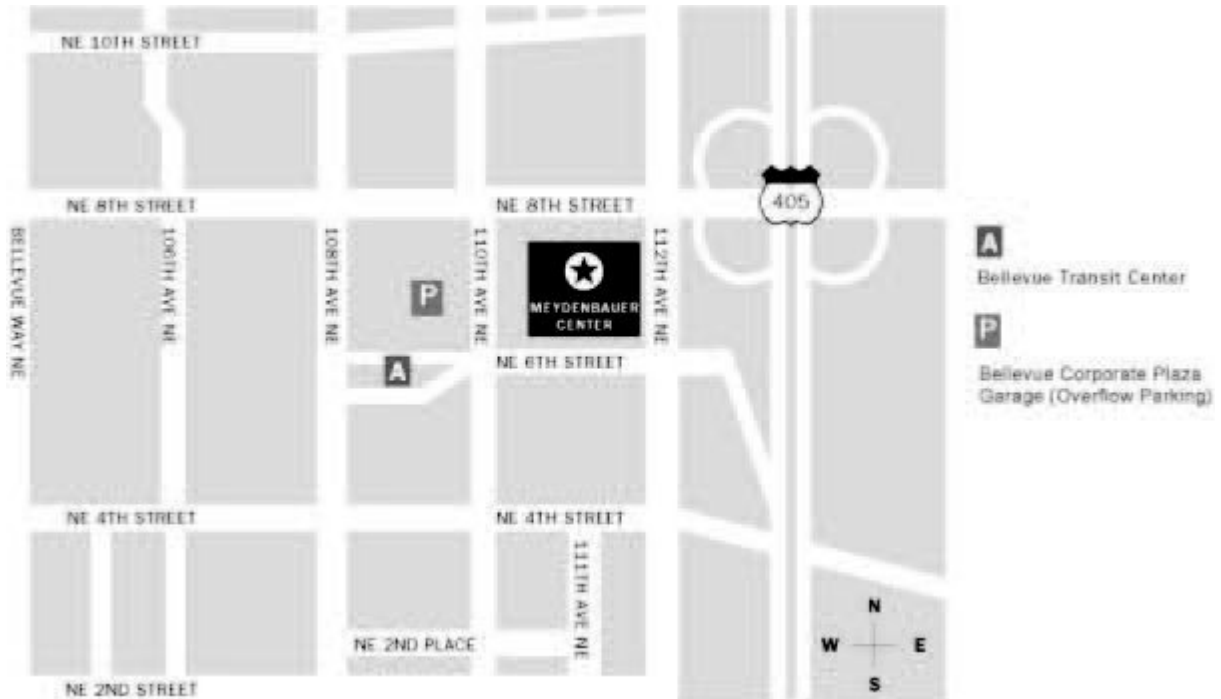 NE 10TH STREET
NE 8TH STREET
NE 8TH STREET
405
BELLEVUE WAY NE
106TH AVE NE
108TH AVE NE
110TH AVE NE
112TH AVE NE
P
MEYDENBAUER
CENTER
A
NE 6TH STREET
NE 4TH STREET
NE 4TH STREET
111TH AVE NE
NE 2ND PLACE
NE 2ND STREET
A
Bellevue Transit Center
P
Bellevue Corporate Plaza
Garage (Overflow Parking)
N
W
E
S